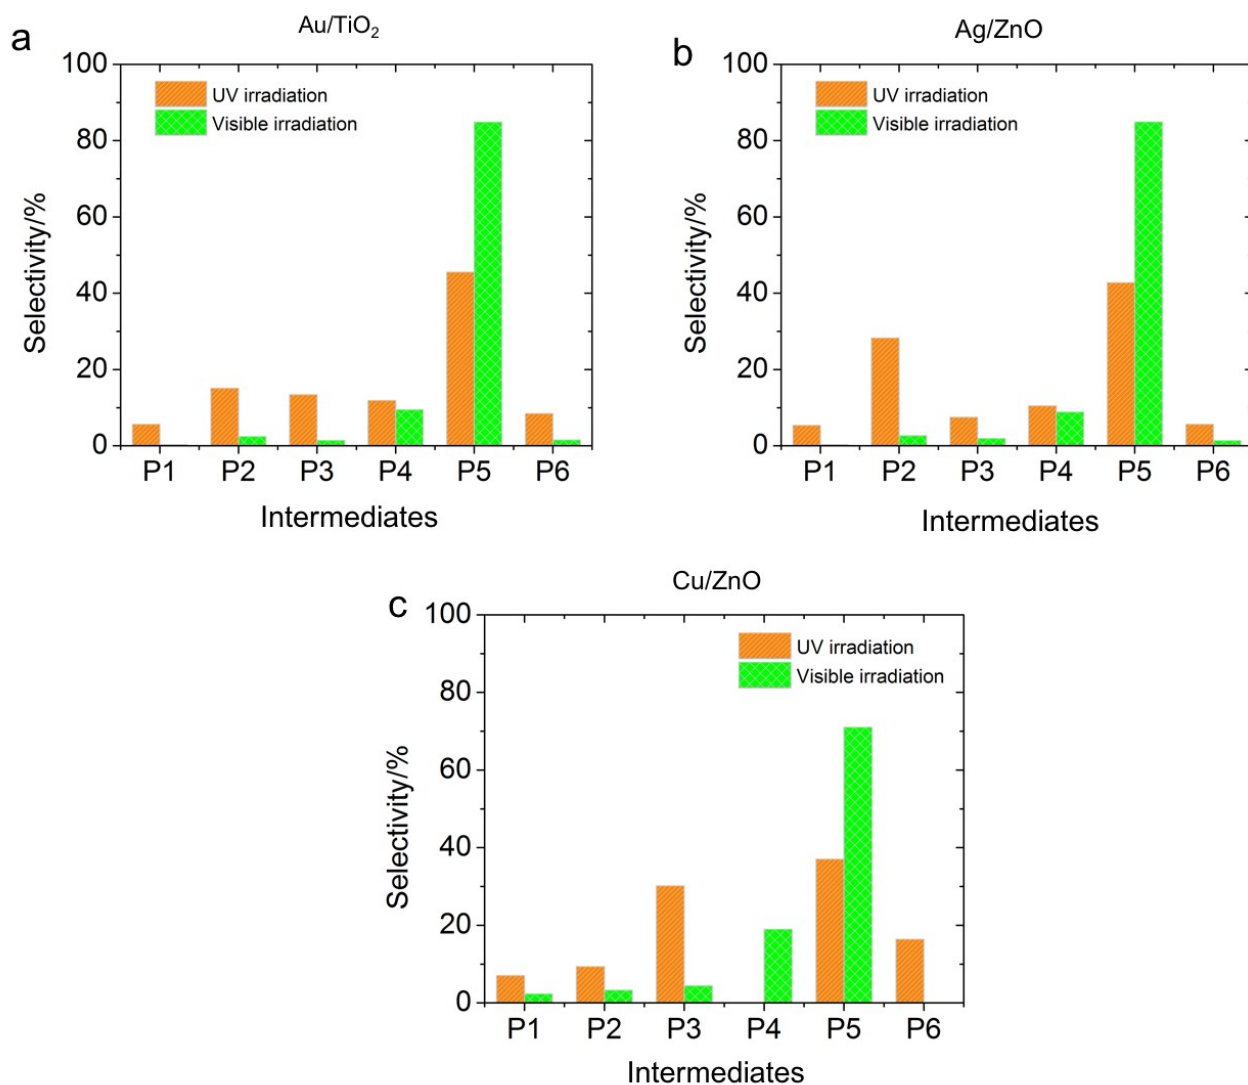 a
Au/TiO₂
100
80
60
40
20
0
Selectivity/%
UV irradiation
Visible irradiation
P1 P2 P3 P4 P5 P6
Intermediates
b
Ag/ZnO
100
80
60
40
20
0
Selectivity/%
UV irradiation
Visible irradiation
P1 P2 P3 P4 P5 P6
Intermediates
c
Cu/ZnO
100
80
60
40
20
0
Selectivity/%
UV irradiation
Visible irradiation
P1 P2 P3 P4 P5 P6
Intermediates